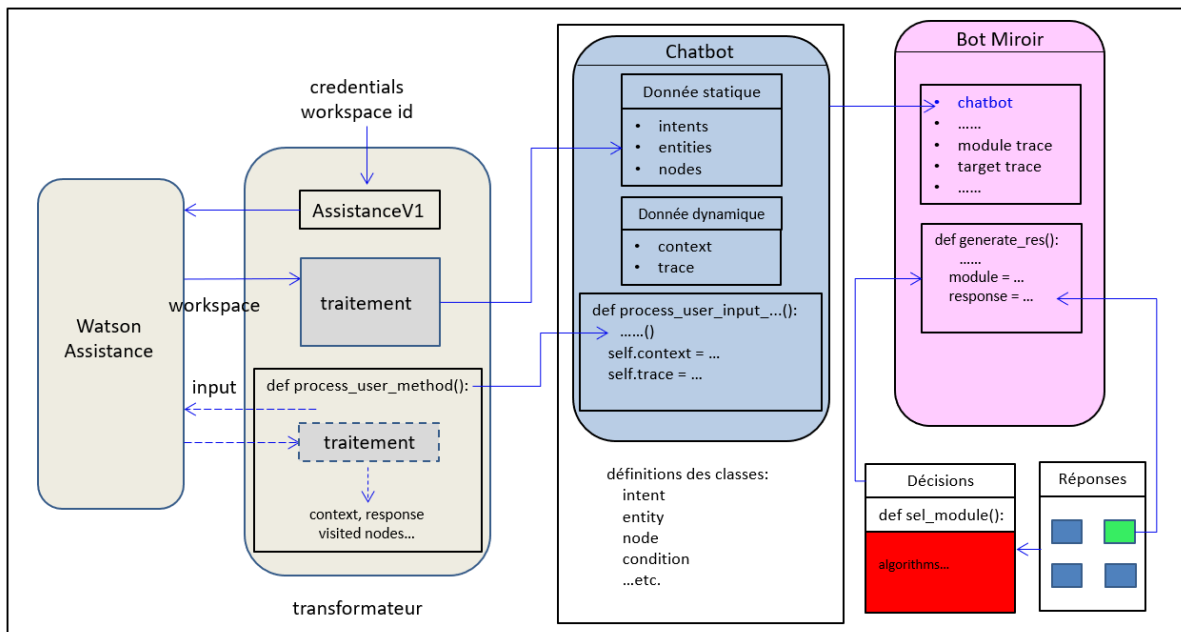 credentials
workspace id
AssistanceV1
workspace
traitement
Watson
Assistance
input
def process_user_method():
traitement
context, response
visited nodes...
transformateur
Chatbot
Donnée statique
• intents
• entities
• nodes
Donnée dynamique
• context
• trace
def process_user_input_...():
......()
self.context = ...
self.trace = ...
définitions des classes:
intent
entity
node
condition
...etc.
Bot Miroir
• chatbot
• ......
• module trace
• target trace
• ......
def generate_res():
......
module = ...
response = ...
Décisions
def sel_module():
algorithms...
Réponses